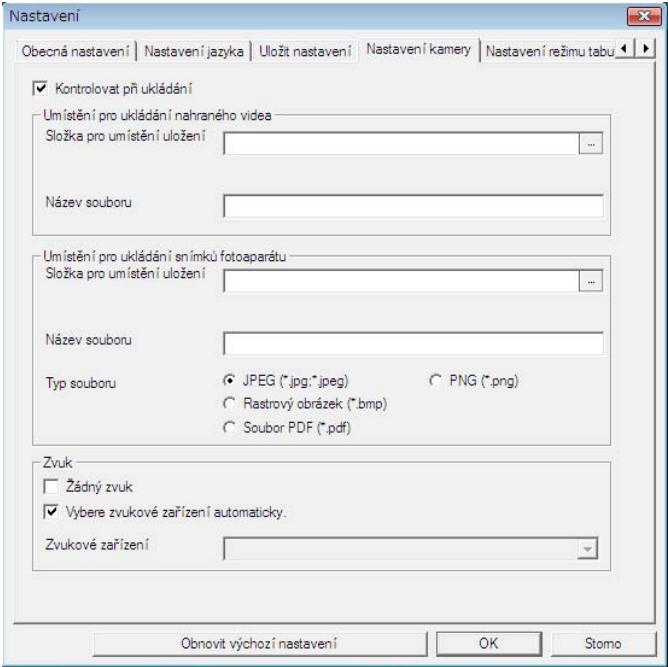 Nastavení
Obecná nastavení Nastavení jazyka Uložit nastavení Nastavení kamery Nastavení režimu tabu
Kontrolovat při ukládání
Umístění pro ukládání nahraného videa
Složka pro umístění uložení ...
Název souboru
Umístění pro ukládání snímků fotoaparátu
Složka pro umístění uložení ...
Název souboru
Typ souboru JPEG (*.jpg:*.jpeg) PNG (*.png)
Rastrový obrázek (*.bmp)
Soubor PDF (*.pdf)
Zvuk
Žádný zvuk
Vybere zvukové zařízení automaticky.
Zvukové zařízení
Obnovit výchozí nastavení OK Storno